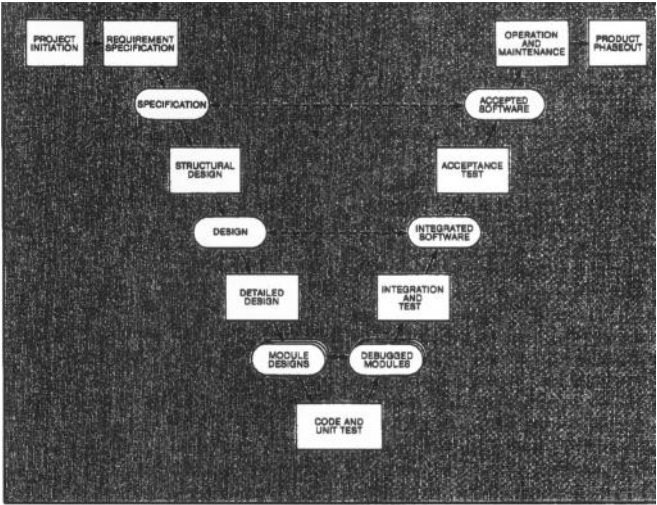 PROJECT
INITIATION
REQUIREMENT
SPECIFICATION
OPERATION
AND
MAINTENANCE
PRODUCT
PHASEOUT
SPECIFICATION
ACCEPTED
SOFTWARE
STRUCTURAL
DESIGN
ACCEPTANCE
TEST
DESIGN
INTEGRATED
SOFTWARE
DETAILED
DESIGN
INTEGRATION
AND
TEST
MODULE
DESIGNS
DEBUGGED
MODULES
CODE AND
UNIT TEST